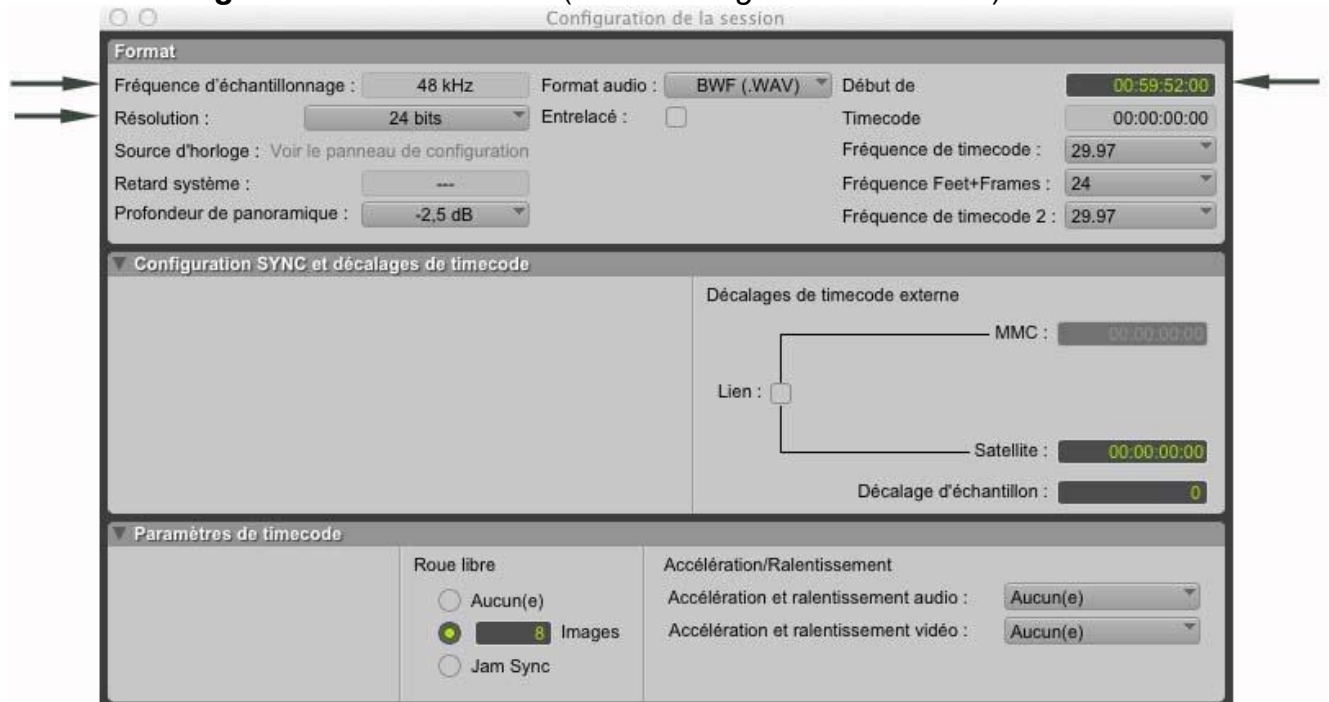 Configuration de la session
Format
Fréquence d'échantillonnage : 48 kHz Format audio : BWF (.WAV) Début de 00:59:52:00
Résolution : 24 bits Entrelacé : Timecode 00:00:00:00
Source d'horloge : Voir le panneau de configuration Fréquence de timecode : 29.97
Retard système : --- Fréquence Feet+Frames : 24
Profondeur de panoramique : -2,5 dB Fréquence de timecode 2 : 29.97
Configuration SYNC et décalages de timecode
Décalages de timecode externe
MMC : 00:00:00:00
Lien :
Satellite : 00:00:00:00
Décalage d'échantillon : 0
Paramètres de timecode
Roue libre Accélération/Ralentissement
Aucun(e) Accélération et ralentissement audio : Aucun(e)
8 Images Accélération et ralentissement vidéo : Aucun(e)
Jam Sync